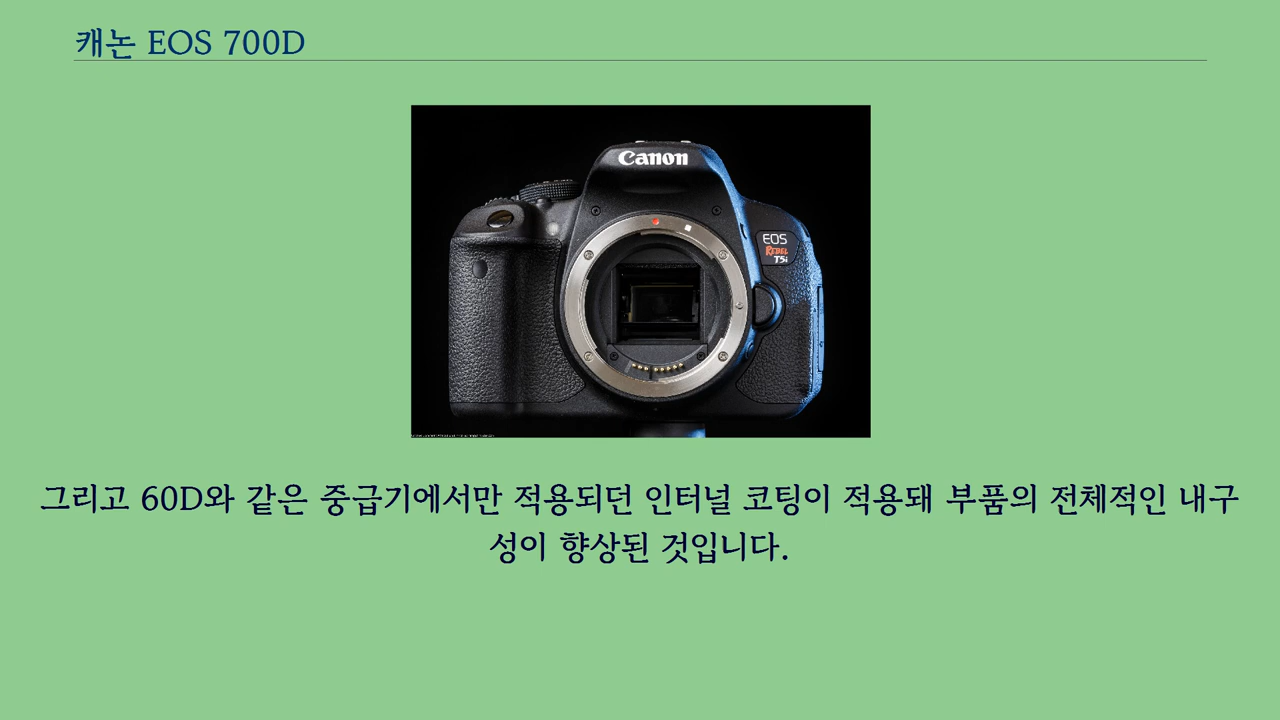 캐논 EOS 700D
Canon
EOS
REBEL
T5i
그리고 60D와 같은 중급기에서만 적용되던 인터널 코팅이 적용돼 부품의 전체적인 내구
성이 향상된 것입니다.